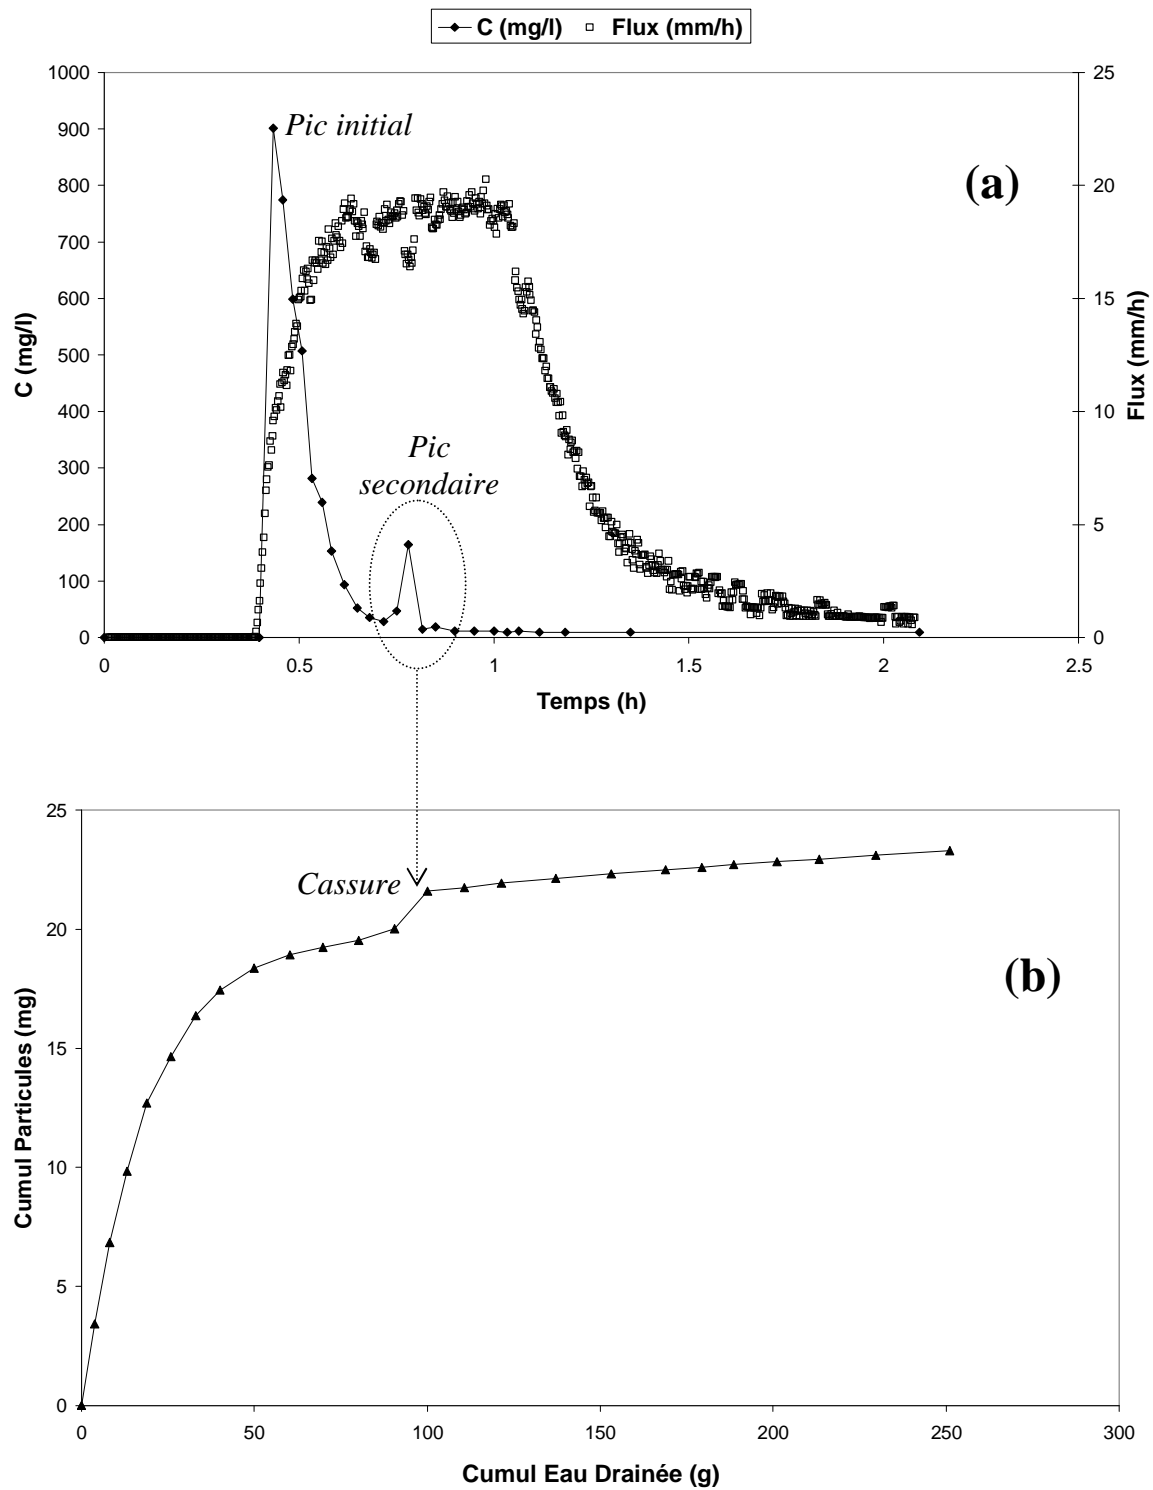 C (mg/l) Flux (mm/h)
1000
900
800
700
600
500
400
300
200
100
0
C (mg/l)
25
20
15
10
5
0
Flux (mm/h)
Pic initial
(a)
Pic
secondaire
0 0.5 1 1.5 2 2.5
Temps (h)
25
20
15
10
5
0
Cumul Particules (mg)
Cassure
(b)
0 50 100 150 200 250 300
Cumul Eau Drainée (g)